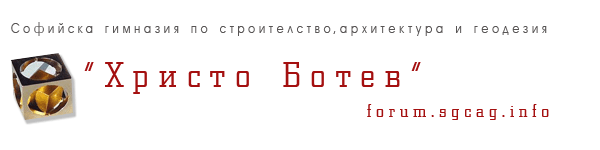 Софийска гимназия по строителство,архитектура и геодезия
"Христо Ботев"
forum.sgcag.info